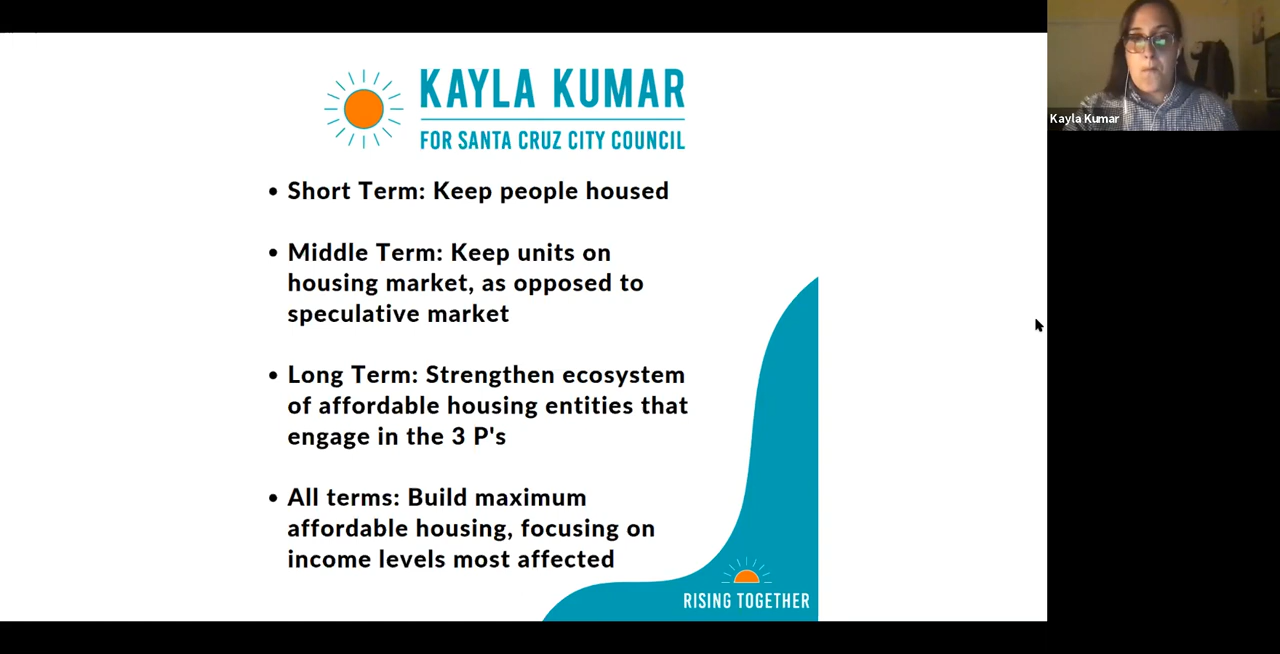 KAYLA KUMAR
FOR SANTA CRUZ CITY COUNCIL
• Short Term: Keep people housed
• Middle Term: Keep units on
housing market, as opposed to
speculative market
• Long Term: Strengthen ecosystem
of affordable housing entities that
engage in the 3 P's
• All terms: Build maximum
affordable housing, focusing on
income levels most affected
RISING TOGETHER
Kayla Kumar